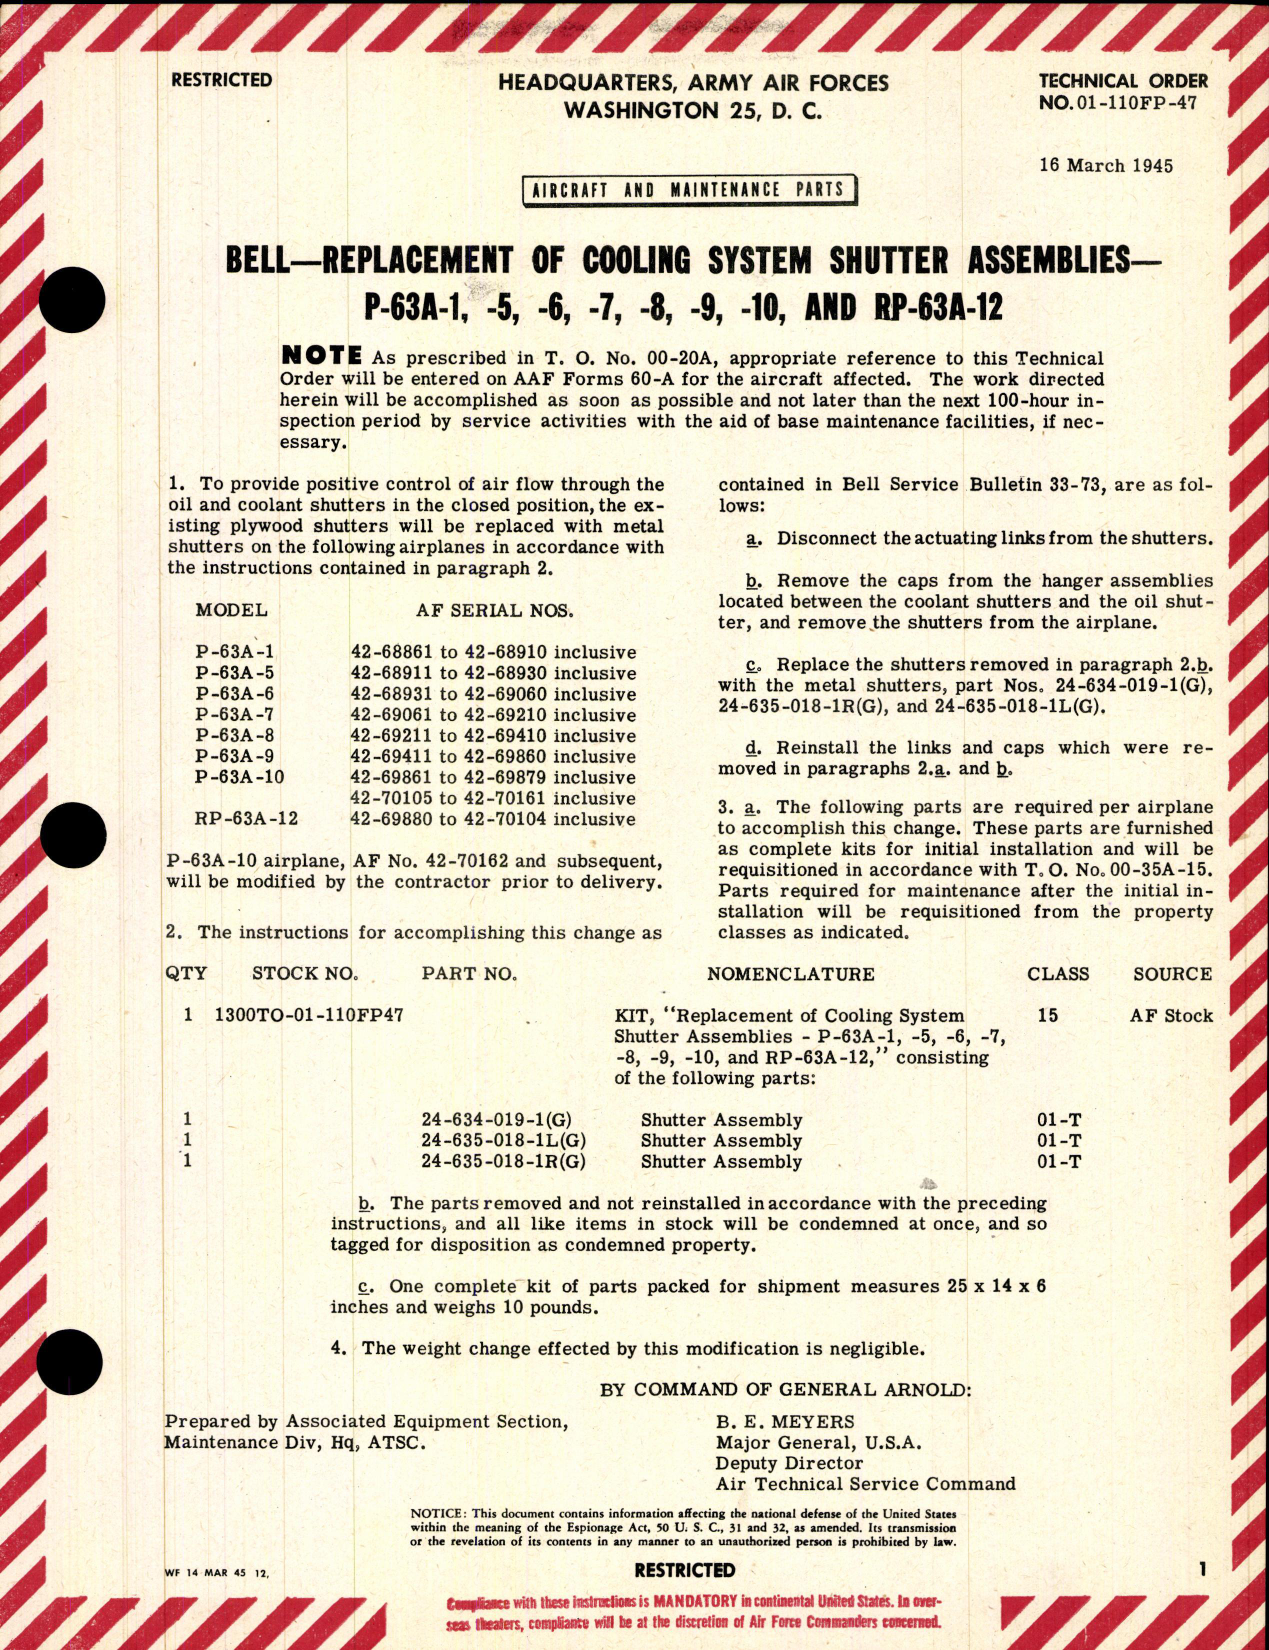 RESTRICTED
HEADQUARTERS, ARMY AIR FORCES
WASHINGTON 25, D. C.
TECHNICAL ORDER
NO. 01-110FP-47
16 March 1945
AIRCRAFT AND MAINTENANCE PARTS
BELL—REPLACEMENT OF COOLING SYSTEM SHUTTER ASSEMBLIES—
P-63A-1, -5, -6, -7, -8, -9, -10, AND RP-63A-12
NOTE As prescribed in T. O. No. 00-20A, appropriate reference to this Technical
Order will be entered on AAF Forms 60-A for the aircraft affected. The work directed
herein will be accomplished as soon as possible and not later than the next 100-hour in-
spection period by service activities with the aid of base maintenance facilities, if nec-
essary.
1. To provide positive control of air flow through the
oil and coolant shutters in the closed position, the ex-
isting plywood shutters will be replaced with metal
shutters on the following airplanes in accordance with
the instructions contained in paragraph 2.
MODEL AF SERIAL NOS.
P-63A-1 42-68861 to 42-68910 inclusive
P-63A-5 42-68911 to 42-68930 inclusive
P-63A-6 42-68931 to 42-69060 inclusive
P-63A-7 42-69061 to 42-69210 inclusive
P-63A-8 42-69211 to 42-69410 inclusive
P-63A-9 42-69411 to 42-69860 inclusive
P-63A-10 42-69861 to 42-69879 inclusive
42-70105 to 42-70161 inclusive
RP-63A-12 42-69880 to 42-70104 inclusive
P-63A-10 airplane, AF No. 42-70162 and subsequent,
will be modified by the contractor prior to delivery.
2. The instructions for accomplishing this change as
contained in Bell Service Bulletin 33-73, are as fol-
lows:
a. Disconnect the actuating links from the shutters.
b. Remove the caps from the hanger assemblies
located between the coolant shutters and the oil shut-
ter, and remove the shutters from the airplane.
c. Replace the shutters removed in paragraph 2.b.
with the metal shutters, part Nos. 24-634-019-1(G),
24-635-018-1R(G), and 24-635-018-1L(G).
d. Reinstall the links and caps which were re-
moved in paragraphs 2.a. and b.
3. a. The following parts are required per airplane
to accomplish this change. These parts are furnished
as complete kits for initial installation and will be
requisitioned in accordance with T. O. No. 00-35A-15.
Parts required for maintenance after the initial in-
stallation will be requisitioned from the property
classes as indicated.
QTY STOCK NO. PART NO. NOMENCLATURE CLASS SOURCE
1 1300TO-01-110FP47 KIT, "Replacement of Cooling System 15 AF Stock
Shutter Assemblies - P-63A-1, -5, -6, -7,
-8, -9, -10, and RP-63A-12," consisting
of the following parts:
1 24-634-019-1(G) Shutter Assembly 01-T
1 24-635-018-1L(G) Shutter Assembly 01-T
1 24-635-018-1R(G) Shutter Assembly 01-T
b. The parts removed and not reinstalled in accordance with the preceding
instructions, and all like items in stock will be condemned at once, and so
tagged for disposition as condemned property.
c. One complete kit of parts packed for shipment measures 25 x 14 x 6
inches and weighs 10 pounds.
4. The weight change effected by this modification is negligible.
BY COMMAND OF GENERAL ARNOLD:
Prepared by Associated Equipment Section,
Maintenance Div, Hq, ATSC.
B. E. MEYERS
Major General, U.S.A.
Deputy Director
Air Technical Service Command
NOTICE: This document contains information affecting the national defense of the United States
within the meaning of the Espionage Act, 50 U. S. C., 31 and 32, as amended. Its transmission
or the revelation of its contents in any manner to an unauthorized person is prohibited by law.
WF 14 MAR 45 12,
RESTRICTED
1
Compliance with these instructions is MANDATORY in continental United States. In over-
seas theaters, compliance will be at the discretion of Air Force Commanders concerned.